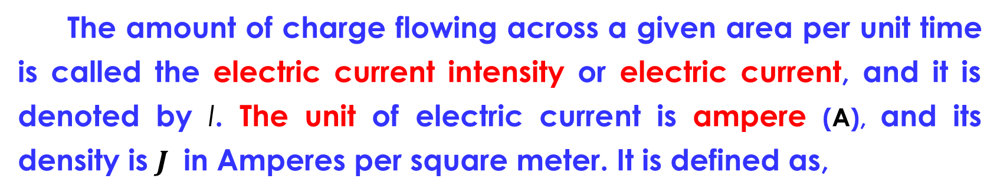 The amount of charge flowing across a given area per unit time
is called the electric current intensity or electric current, and it is
denoted by I. The unit of electric current is ampere (A), and its
density is J in Amperes per square meter. It is defined as,